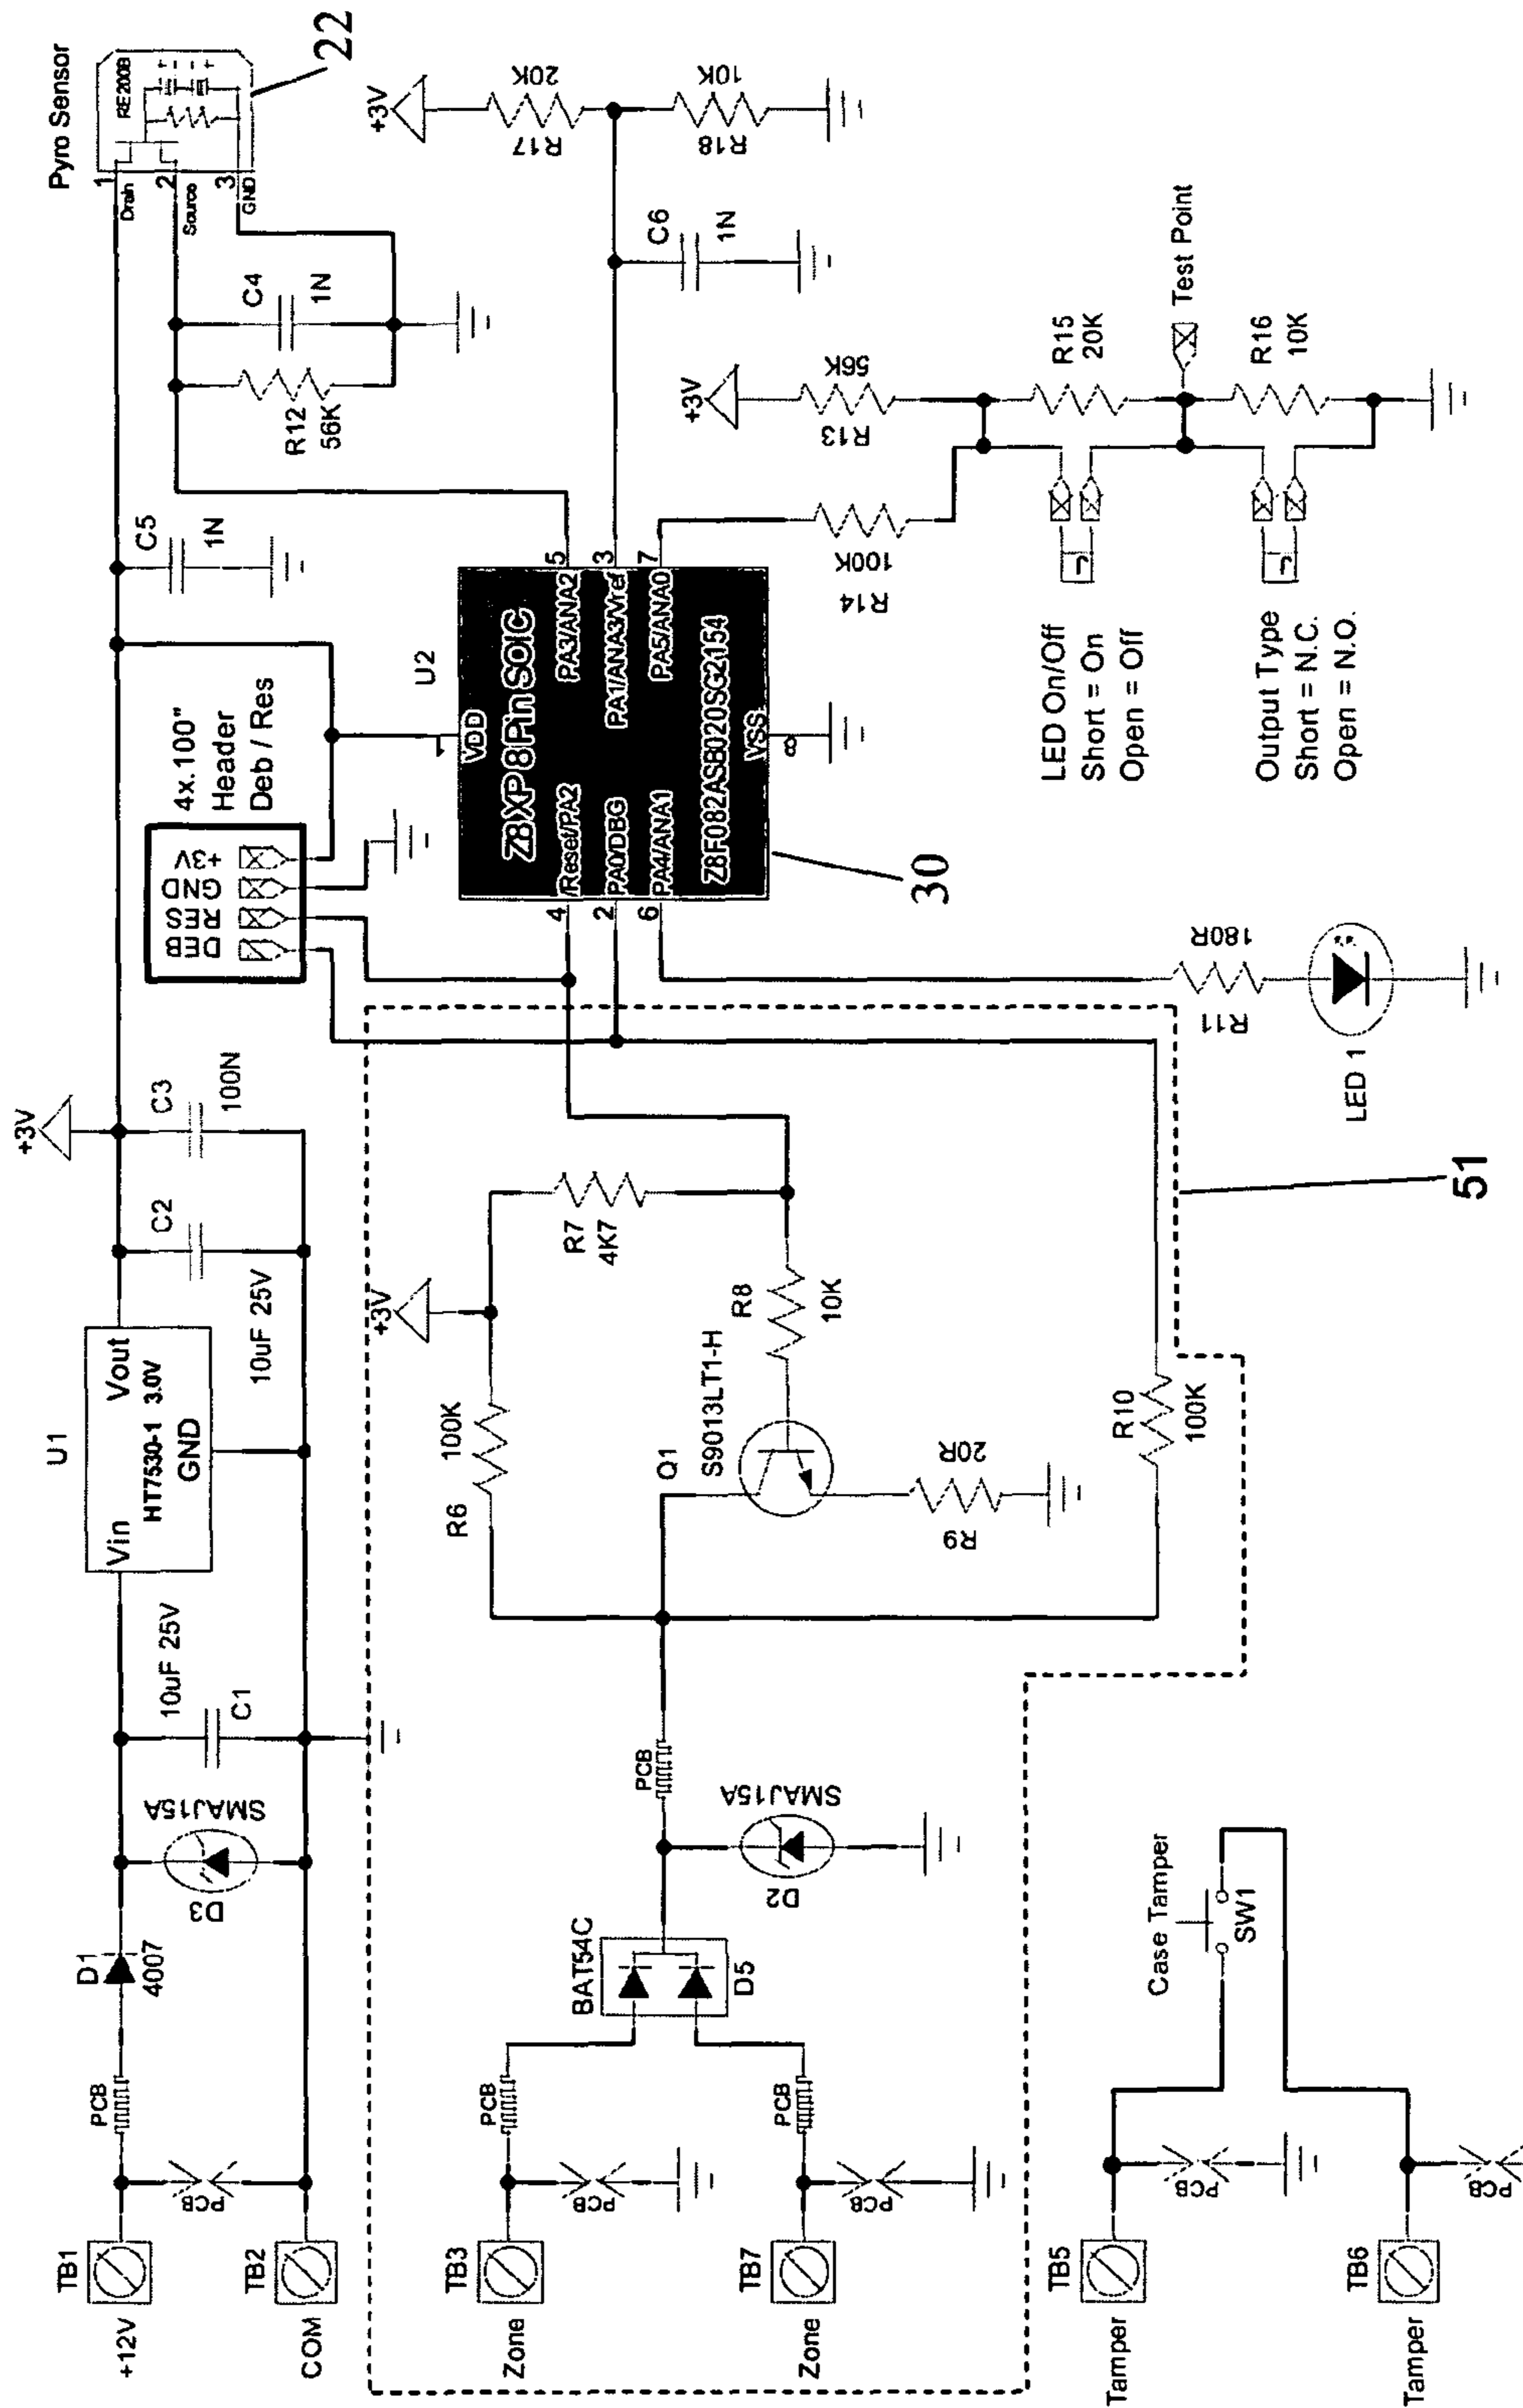 TB1
+12V
PCB
PCB
D1
4007
D3
SMAJ15A
10uF 25V
C1
U1
Vin
Vout
HT7530-1 3.0V
GND
10uF 25V
C2
+3V
C3
100N
4x.100"
Header
Deb / Res
DEB
RES
GND
+3V
C5
1N
Pyro Sensor
RE200B
1
Drain
2
Source
3
GND
22
TB2
COM
R12
56K
C4
1N
+3V
20K
R17
10K
R18
C6
1N
TB3
Zone
PCB
PCB
BAT54C
D5
PCB
D2
SMAJ15A
R6
100K
+3V
R7
4K7
Q1
S9013LT1-H
R8
10K
R9
20R
R10
100K
TB7
Zone
PCB
PCB
U2
1
VDD
Z8 XP 8 Pin SOIC
4
/Reset/PA2
2
PA0/DBG
6
PA4/ANA1
PA3/ANA2
5
PA1/ANA3/Vref
3
PA5/ANA0
7
Z8F082ASB020SG2154
VSS
8
30
R14
100K
+3V
R13
56K
R15
20K
Test Point
R16
10K
LED On/Off
Short = On
Open = Off
Output Type
Short = N.C.
Open = N.O.
R11
180R
LED 1
51
TB5
Tamper
PCB
Case Tamper
SW1
TB6
Tamper
PCB